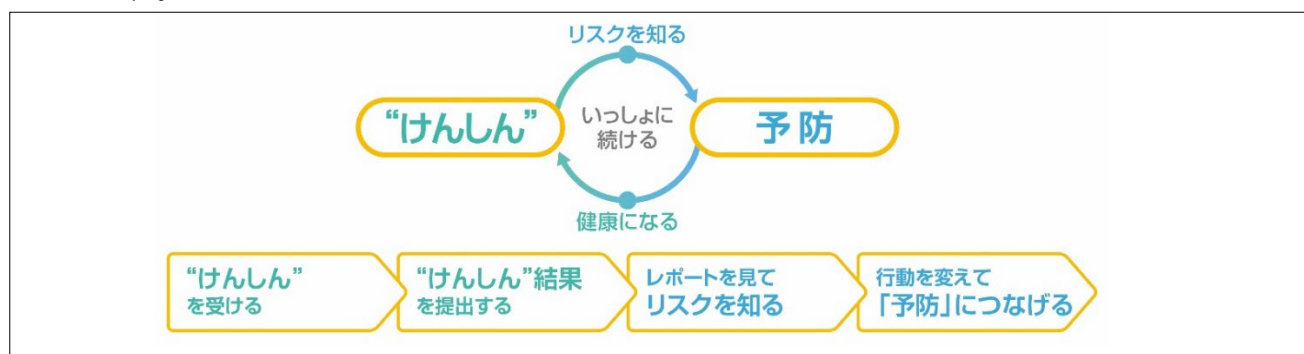 リスクを知る
“けんしん”
いっしょに
続ける
予防
健康になる
“けんしん”
を受ける
“けんしん”結果
を提出する
レポートを見て
リスクを知る
行動を変えて
「予防」につなげる